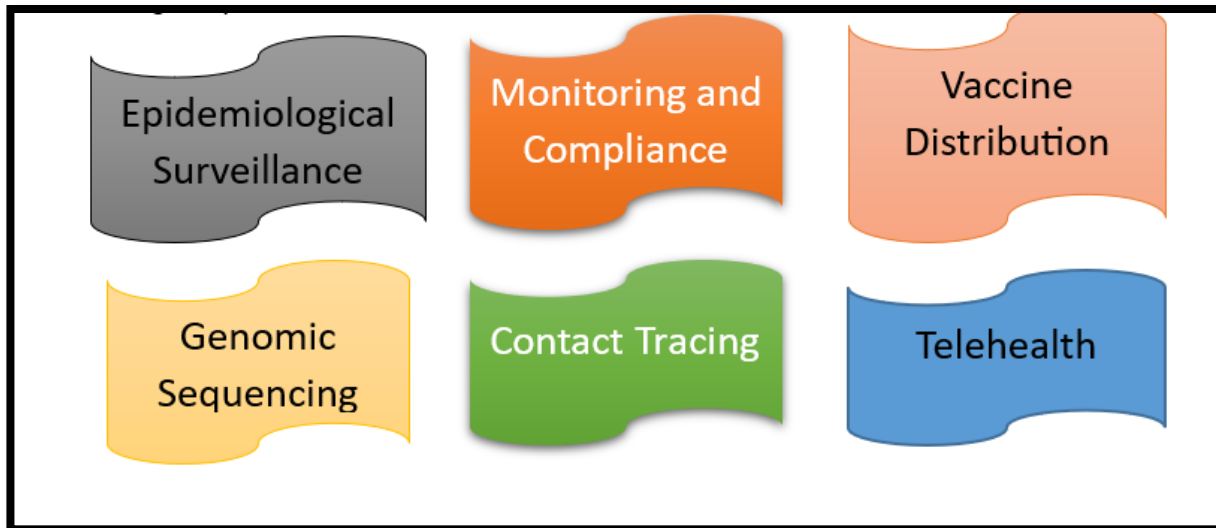 Epidemiological
Surveillance
Monitoring and
Compliance
Vaccine
Distribution
Genomic
Sequencing
Contact Tracing
Telehealth